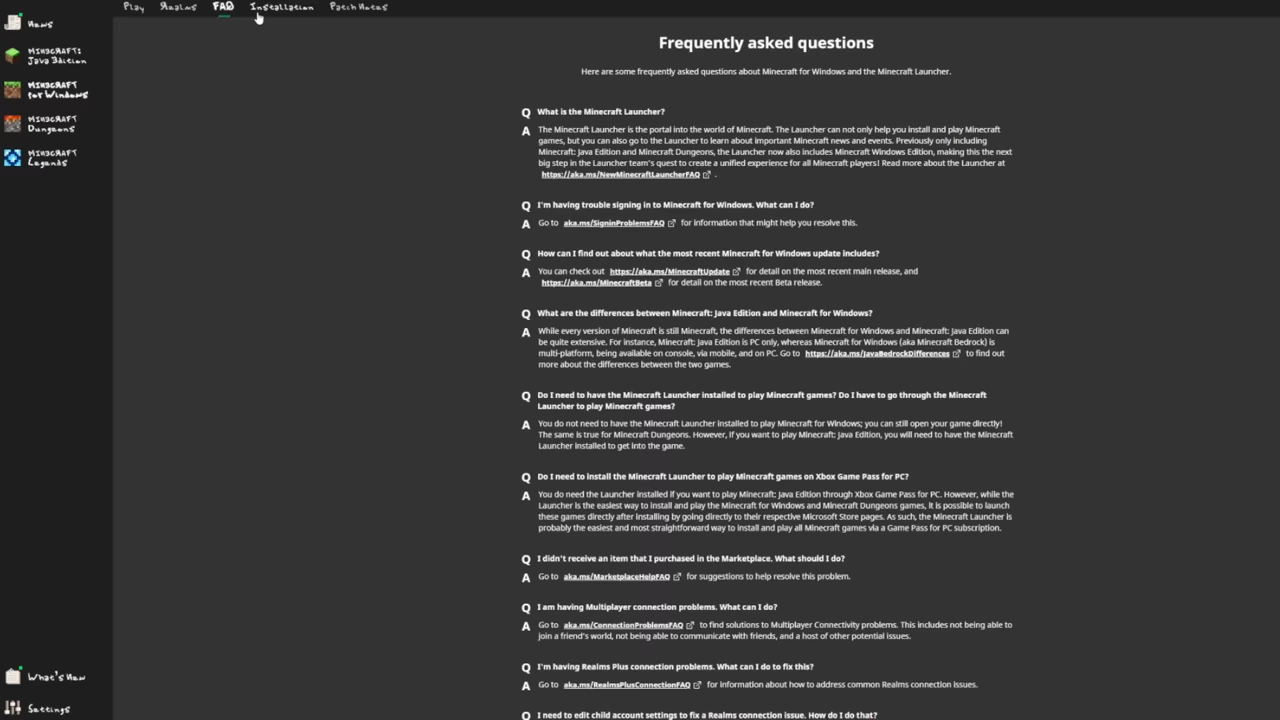 Play Realms FAQ Installation Patch Notes
News
MINECRAFT:
Java Edition
MINECRAFT
for Windows
MINECRAFT
Dungeons
MINECRAFT
Legends
What's New
Settings
Frequently asked questions
Here are some frequently asked questions about Minecraft for Windows and the Minecraft Launcher.
Q What is the Minecraft Launcher?
A The Minecraft Launcher is the portal into the world of Minecraft. The Launcher can not only help you install and play Minecraft
games, but you can also go to the Launcher to learn about important Minecraft news and events. Previously only including
Minecraft: Java Edition and Minecraft Dungeons, the Launcher now also includes Minecraft Windows Edition, making this the next
big step in the Launcher team's quest to create a unified experience for all Minecraft players! Read more about the Launcher at
https://aka.ms/NewMinecraftLauncherFAQ .
Q I'm having trouble signing in to Minecraft for Windows. What can I do?
A Go to aka.ms/SigninProblemsFAQ for information that might help you resolve this.
Q How can I find out about what the most recent Minecraft for Windows update includes?
A You can check out https://aka.ms/MinecraftUpdate for detail on the most recent main release, and
https://aka.ms/MinecraftBeta for detail on the most recent Beta release.
Q What are the differences between Minecraft: Java Edition and Minecraft for Windows?
A While every version of Minecraft is still Minecraft, the differences between Minecraft for Windows and Minecraft: Java Edition can
be quite extensive. For instance, Minecraft: Java Edition is PC only, whereas Minecraft for Windows (aka Minecraft Bedrock) is
multi-platform, being available on console, via mobile, and on PC. Go to https://aka.ms/JavaBedrockDifferences to find out
more about the differences between the two games.
Q Do I need to have the Minecraft Launcher installed to play Minecraft games? Do I have to go through the Minecraft
Launcher to play Minecraft games?
A You do not need to have the Minecraft Launcher installed to play Minecraft for Windows; you can still open your game directly!
The same is true for Minecraft Dungeons. However, if you want to play Minecraft: Java Edition, you will need to have the Minecraft
Launcher installed to get into the game.
Q Do I need to install the Minecraft Launcher to play Minecraft games on Xbox Game Pass for PC?
A You do need the Launcher installed if you want to play Minecraft: Java Edition through Xbox Game Pass for PC. However, while the
Launcher is the easiest way to install and play the Minecraft for Windows and Minecraft Dungeons games, it is possible to launch
these games directly after installing by going directly to their respective Microsoft Store pages. As such, the Minecraft Launcher is
probably the easiest and most straightforward way to install and play all Minecraft games via a Game Pass for PC subscription.
Q I didn't receive an item that I purchased in the Marketplace. What should I do?
A Go to aka.ms/MarketplaceHelpFAQ for suggestions to help resolve this problem.
Q I am having Multiplayer connection problems. What can I do?
A Go to aka.ms/ConnectionProblemsFAQ to find solutions to Multiplayer Connectivity problems. This includes not being able to
join a friend's world, not being able to communicate with friends, and a host of other potential issues.
Q I'm having Realms Plus connection problems. What can I do to fix this?
A Go to aka.ms/RealmsPlusConnectionFAQ for information about how to address common Realms connection issues.
Q I need to edit child account settings to fix a Realms connection issue. How do I do that?